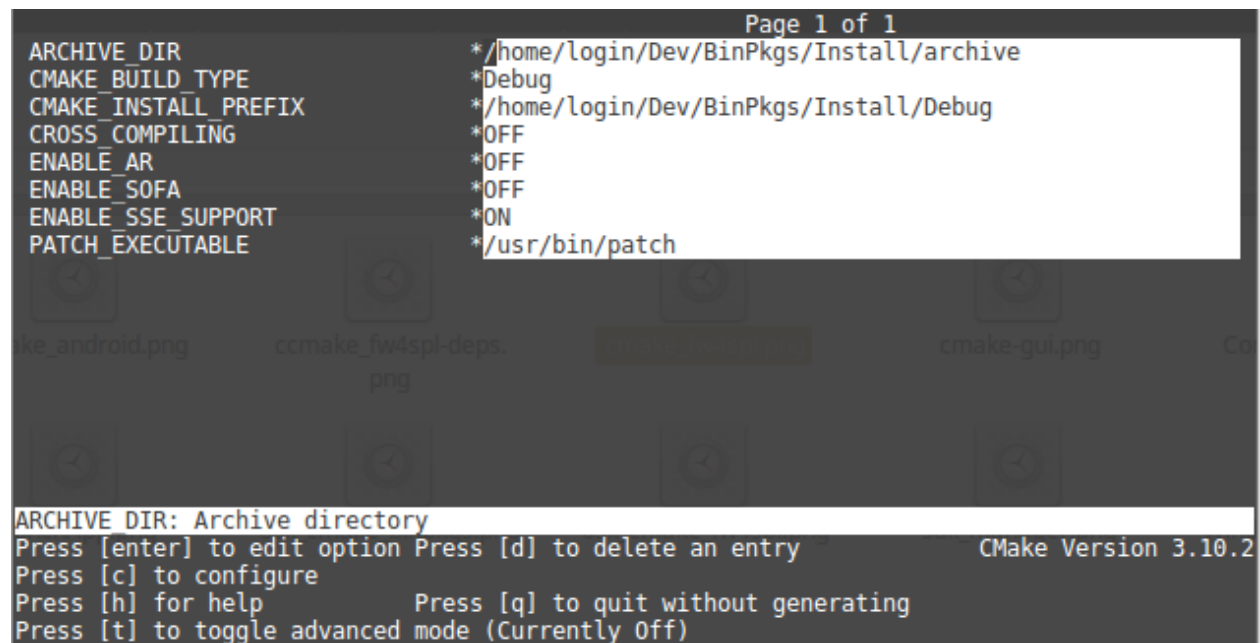 Page 1 of 1
ARCHIVE_DIR */home/login/Dev/BinPkgs/Install/archive
CMAKE_BUILD_TYPE *Debug
CMAKE_INSTALL_PREFIX */home/login/Dev/BinPkgs/Install/Debug
CROSS_COMPILING *OFF
ENABLE_AR *OFF
ENABLE_SOFA *OFF
ENABLE_SSE_SUPPORT *ON
PATCH_EXECUTABLE */usr/bin/patch
ake_android.png ccmake_fw4spl-deps. cmake-gui.png
png
ARCHIVE_DIR: Archive directory
Press [enter] to edit option Press [d] to delete an entry CMake Version 3.10.2
Press [c] to configure
Press [h] for help Press [q] to quit without generating
Press [t] to toggle advanced mode (Currently Off)